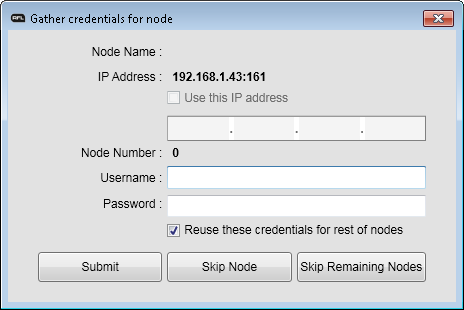 AFL Gather credentials for node
Node Name :
IP Address : 192.168.1.43:161
Use this IP address
. . .
Node Number : 0
Username :
Password :
Reuse these credentials for rest of nodes
Submit Skip Node Skip Remaining Nodes